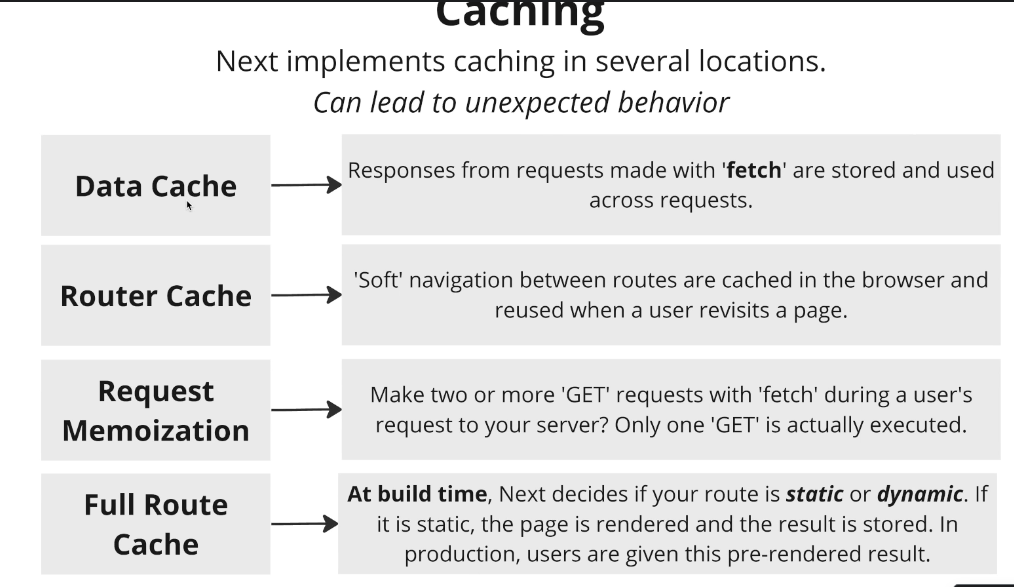 Caching
Next implements caching in several locations.
Can lead to unexpected behavior
Data Cache
Responses from requests made with 'fetch' are stored and used
across requests.
Router Cache
'Soft' navigation between routes are cached in the browser and
reused when a user revisits a page.
Request
Memoization
Make two or more 'GET' requests with 'fetch' during a user's
request to your server? Only one 'GET' is actually executed.
Full Route
Cache
At build time, Next decides if your route is static or dynamic. If
it is static, the page is rendered and the result is stored. In
production, users are given this pre-rendered result.